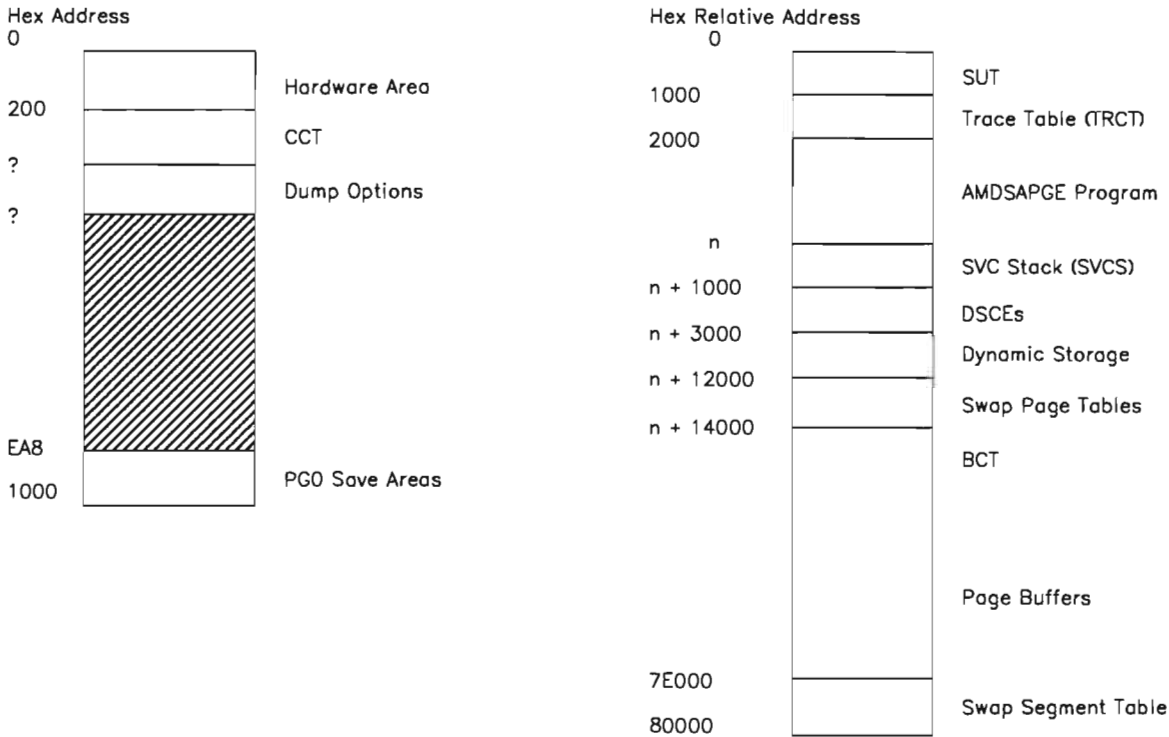 Hex Address
0
Hardware Area
200
CCT
?
Dump Options
?
EA8
PG0 Save Areas
1000
Hex Relative Address
0
SUT
1000
Trace Table (TRCT)
2000
AMDSAPGE Program
n
SVC Stack (SVCS)
n + 1000
DSCEs
n + 3000
Dynamic Storage
n + 12000
Swap Page Tables
n + 14000
BCT
Page Buffers
7E000
Swap Segment Table
80000